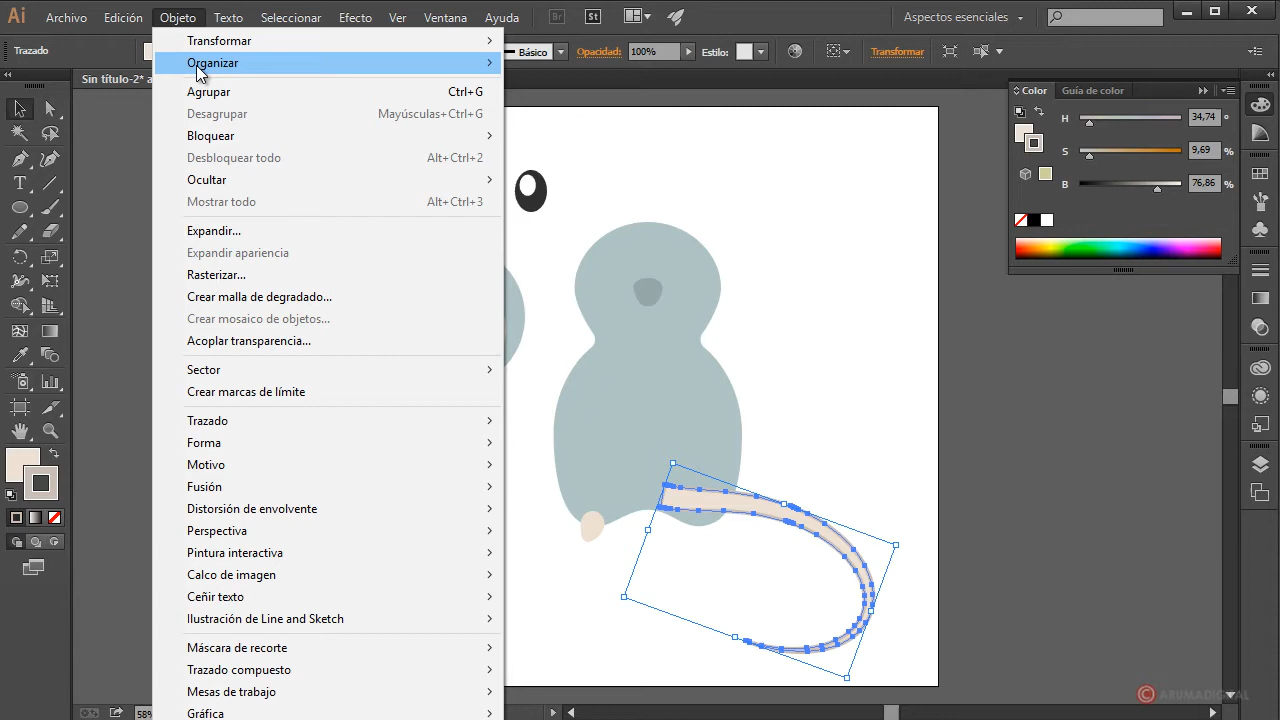 Ai Archivo Edición Objeto Texto Seleccionar Efecto Ver Ventana Ayuda Br St Aspectos esenciales
Trazado Básico Opacidad: 100% Estilo: Transformar
Sin título-2* a
Transformar
Organizar
Agrupar Ctrl+G
Desagrupar Mayúsculas+Ctrl+G
Bloquear
Desbloquear todo Alt+Ctrl+2
Ocultar
Mostrar todo Alt+Ctrl+3
Expandir...
Expandir apariencia
Rasterizar...
Crear malla de degradado...
Crear mosaico de objetos...
Acoplar transparencia...
Sector
Crear marcas de límite
Trazado
Forma
Motivo
Fusión
Distorsión de envolvente
Perspectiva
Pintura interactiva
Calco de imagen
Ceñir texto
Ilustración de Line and Sketch
Máscara de recorte
Trazado compuesto
Mesas de trabajo
Gráfica
Color Guía de color
H 34,74 º
S 9,69 %
B 76,86 %
58%
© ARUMADIGITAL